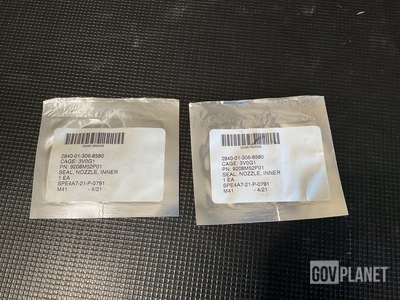 2840-01-306-8580
CAGE: 3V0G1
PN: 9208M52P01
SEAL, NOZZLE, INNER
1 EA
SPE4A7-21-P-0791
M41 - 4/21
2840-01-306-8580
CAGE: 3V0G1
PN: 9208M52P01
SEAL, NOZZLE, INNER
1 EA
SPE4A7-21-P-0791
M41 - 4/21
GOVPLANET